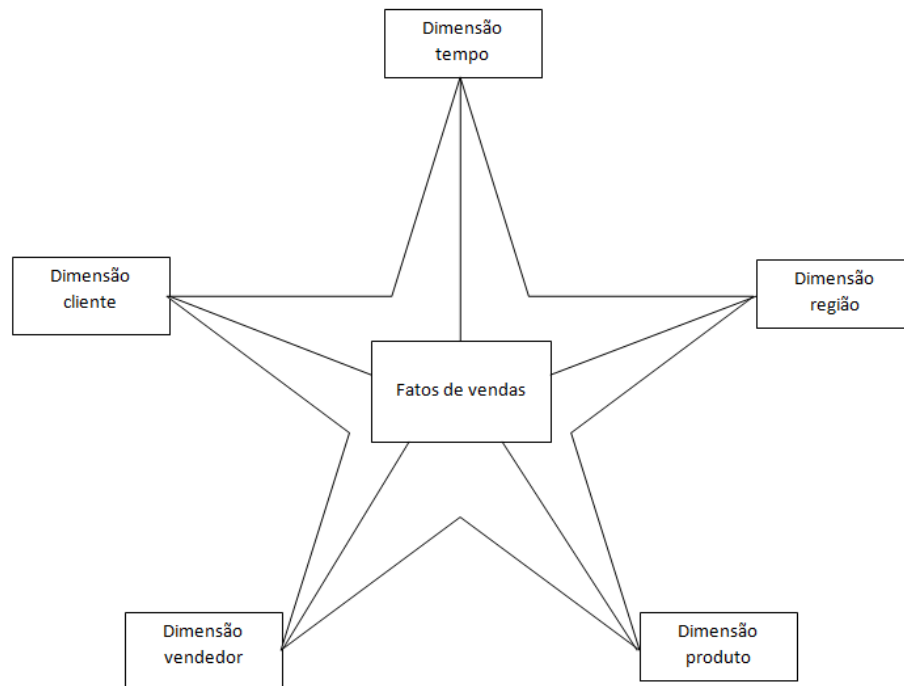 Dimensão
tempo
Dimensão
cliente
Dimensão
região
Fatos de vendas
Dimensão
vendedor
Dimensão
produto